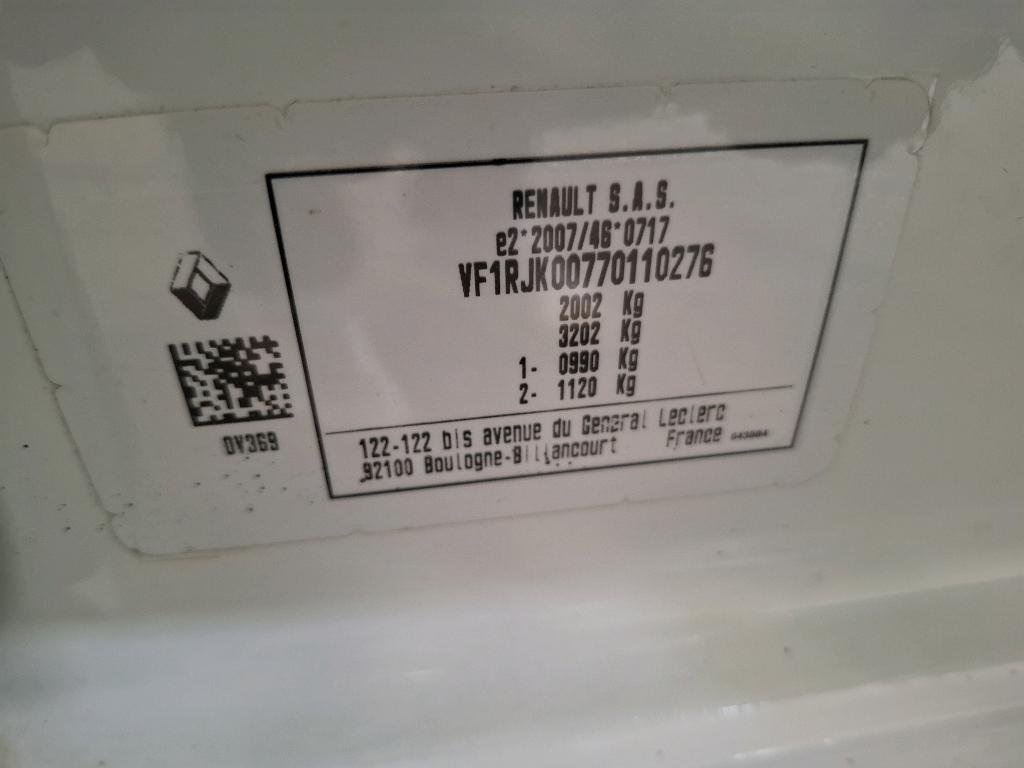 RENAULT S.A.S.
e2*2007/46*0717
VF1RJK00770110276
2002 Kg
3202 Kg
1- 0990 Kg
2- 1120 Kg
DV369
122-122 bis avenue du General Leclerc
92100 Boulogne-Billancourt France